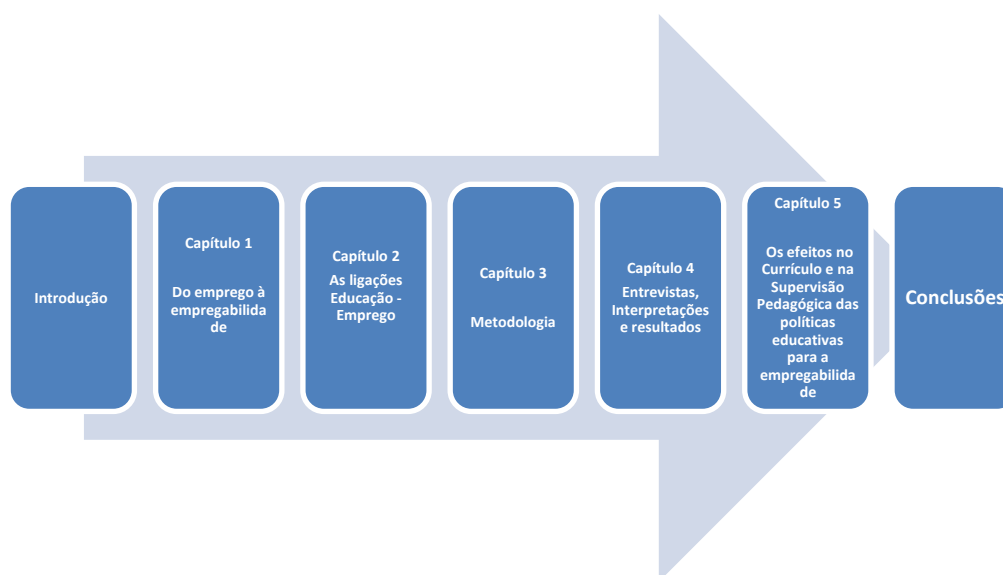 Introdução
Capítulo 1
Do emprego à
empregabilida
de
Capítulo 2
As ligações
Educação -
Emprego
Capítulo 3
Metodologia
Capítulo 4
Entrevistas,
Interpretações
e resultados
Capítulo 5
Os efeitos no
Currículo e na
Supervisão
Pedagógica das
políticas
educativas
para a
empregabilida
de
Conclusões